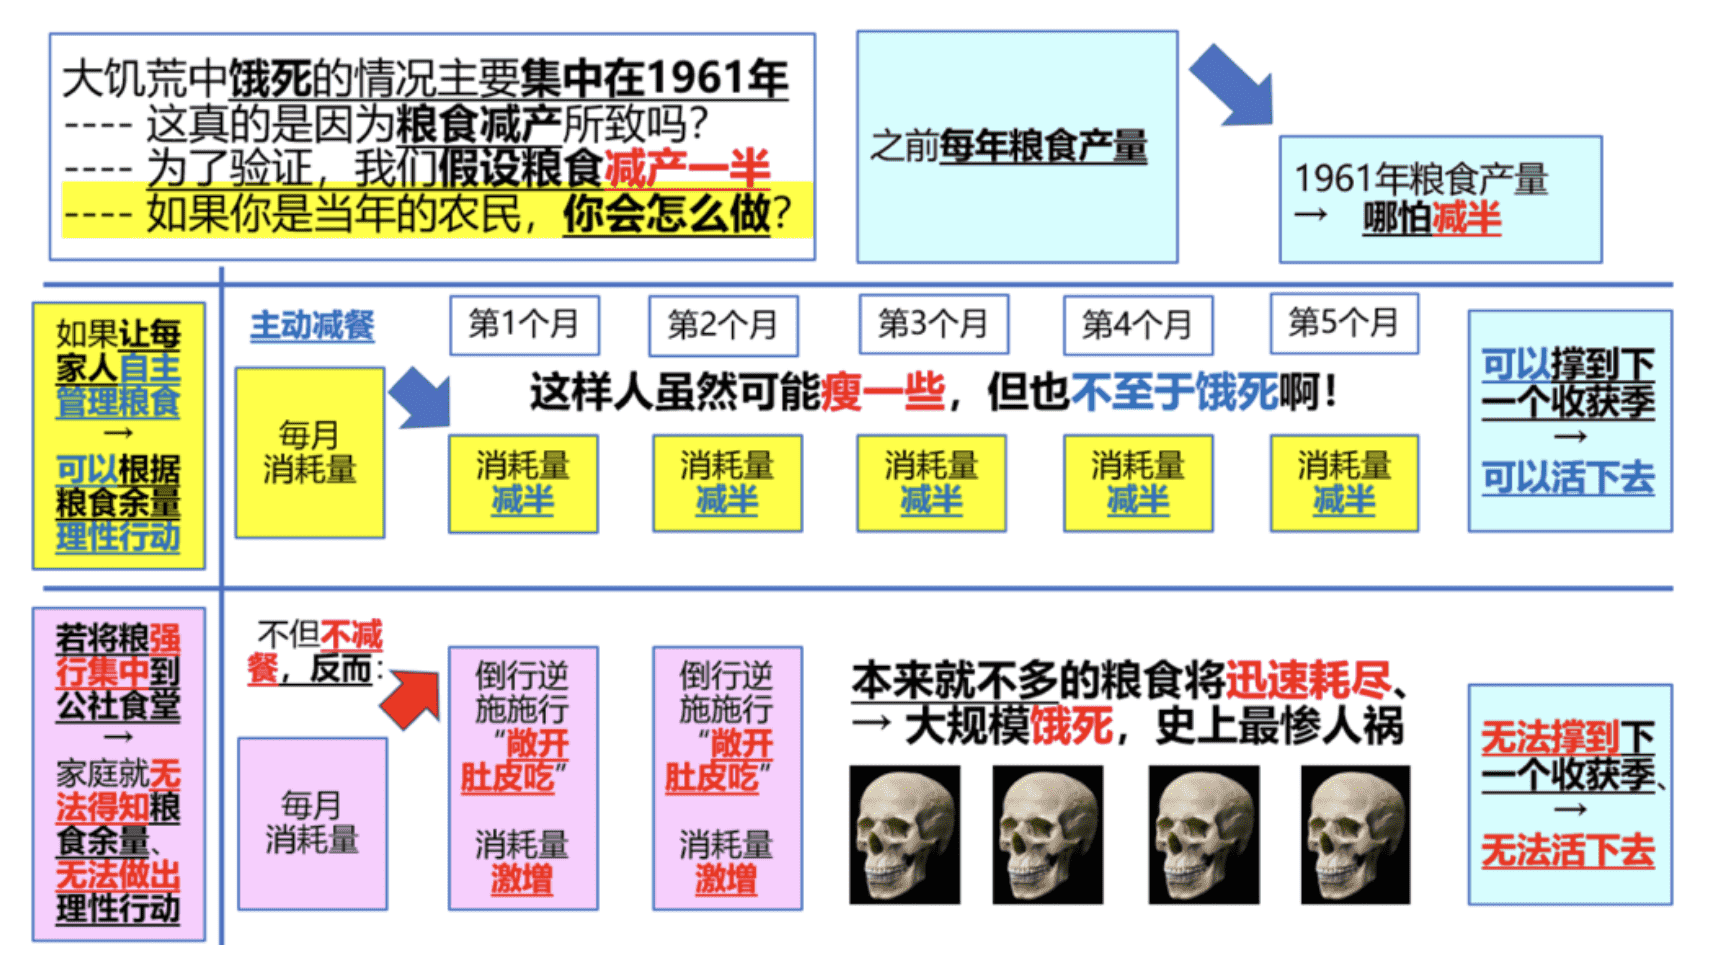 大饥荒中饿死的情况主要集中在1961年
---- 这真的是因为粮食减产所致吗？
---- 为了验证，我们假设粮食减产一半
---- 如果你是当年的农民，你会怎么做？
之前每年粮食产量
1961年粮食产量
→ 哪怕减半
如果让每
家人自主
管理粮食
→
可以根据
粮食余量
理性行动
主动减餐
每月
消耗量
第1个月
第2个月
第3个月
第4个月
第5个月
这样人虽然可能瘦一些，但也不至于饿死啊！
消耗量
减半
消耗量
减半
消耗量
减半
消耗量
减半
消耗量
减半
可以撑到下
一个收获季
→
可以活下去
若将粮强
行集中到
公社食堂
→
家庭就无
法得知粮
食余量、
无法做出
理性行动
不但不减
餐，反而：
每月
消耗量
倒行逆
施施行
“敞开
肚皮吃”
消耗量
激增
倒行逆
施施行
“敞开
肚皮吃”
消耗量
激增
本来就不多的粮食将迅速耗尽、
→ 大规模饿死，史上最惨人祸
无法撑到下
一个收获季、
→
无法活下去